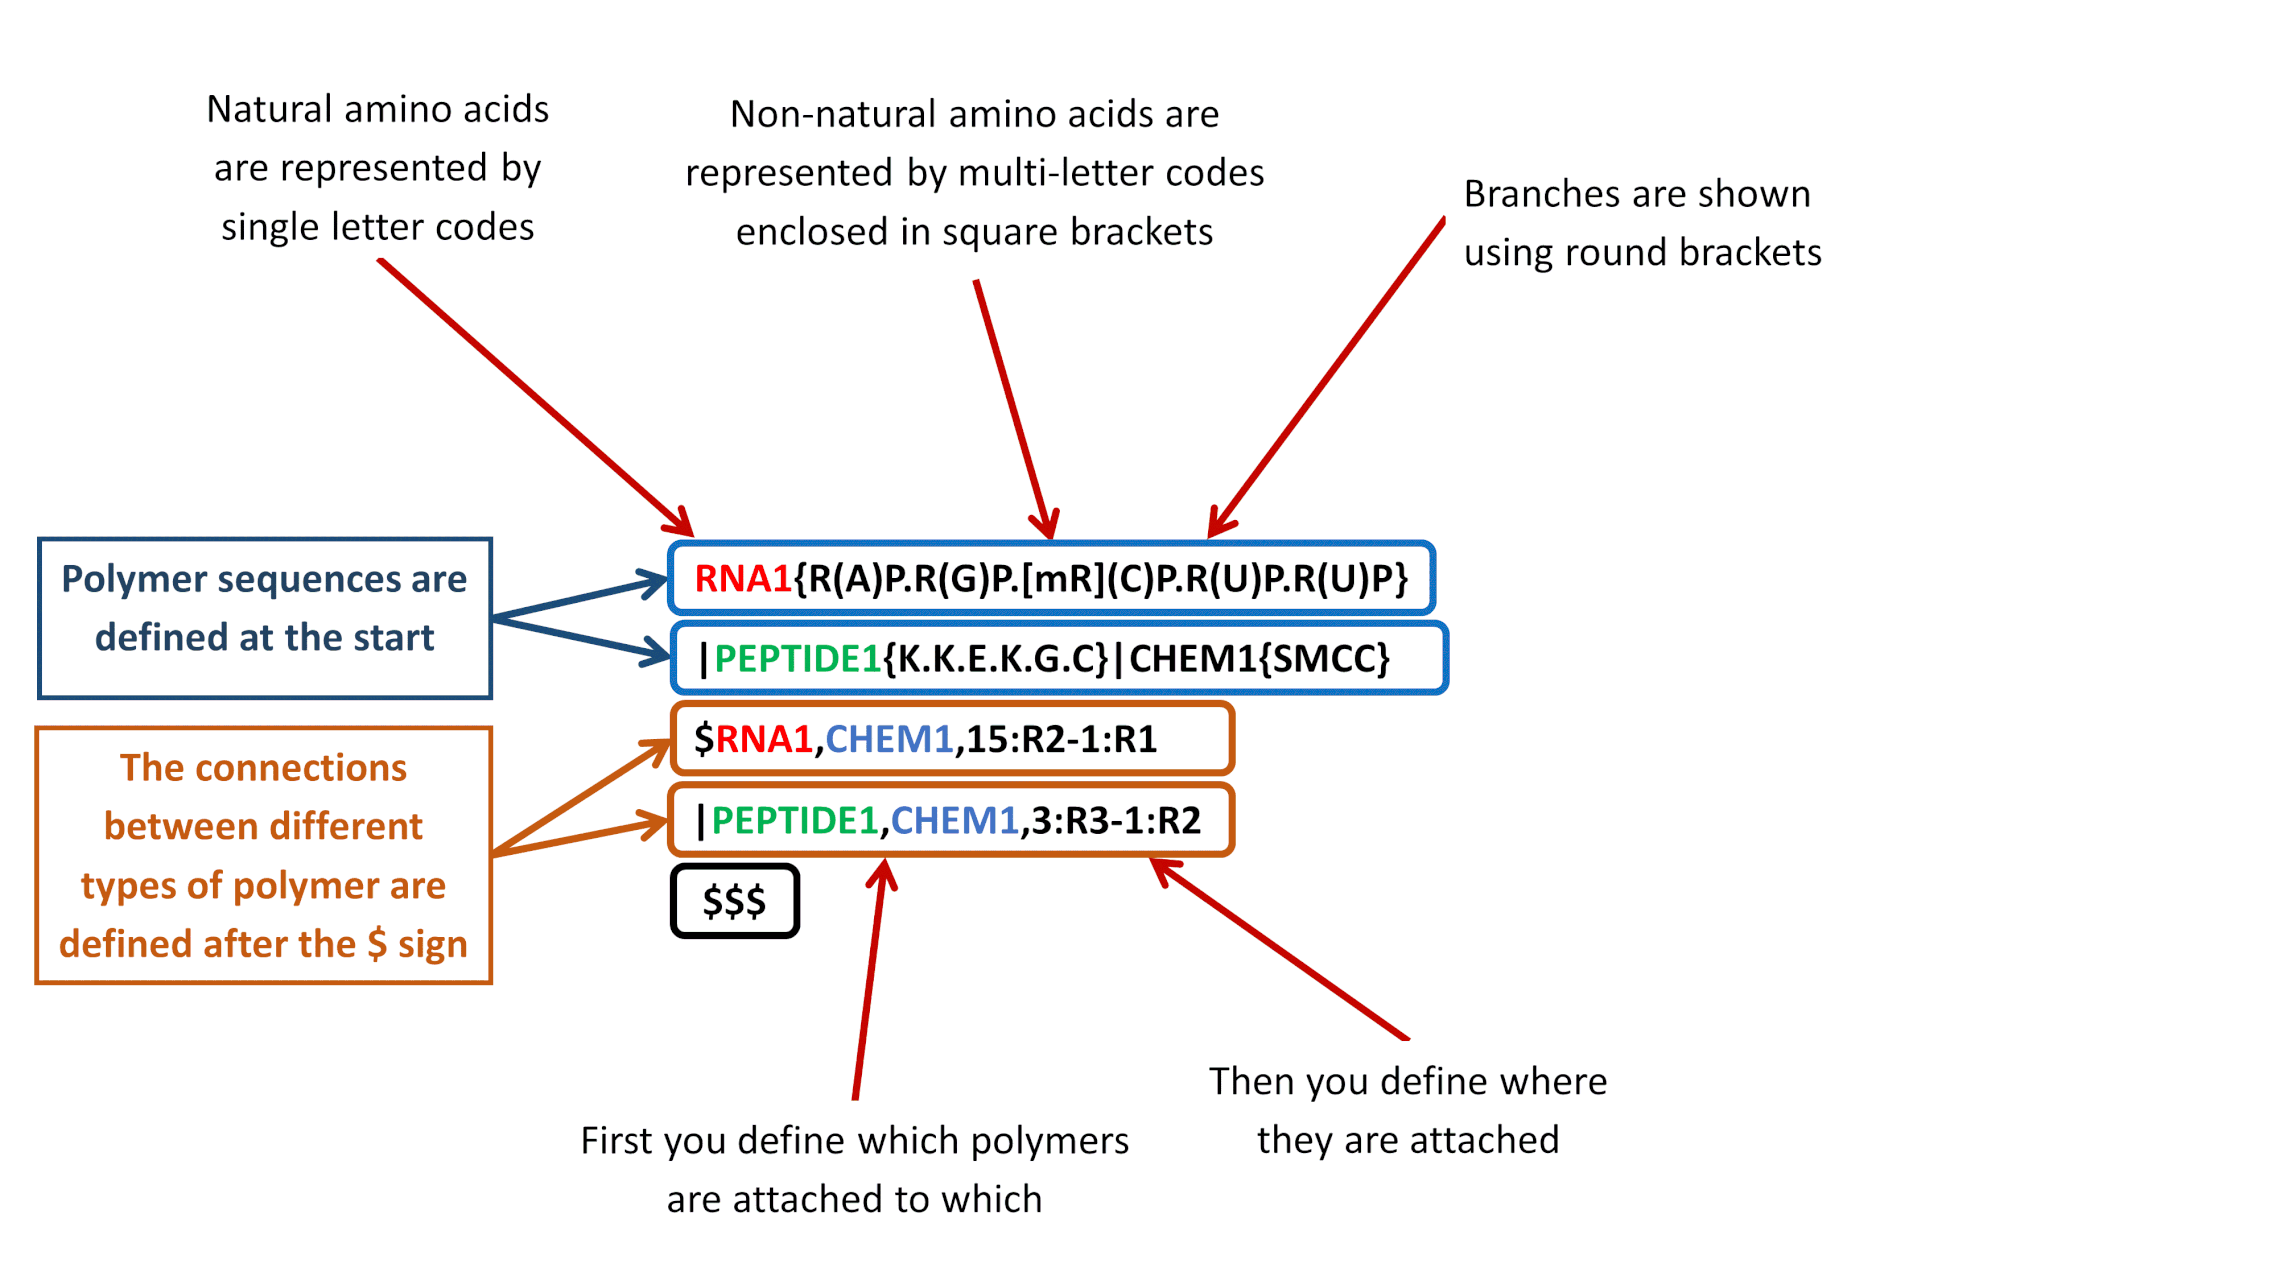 Natural amino acids
are represented by
single letter codes
Non-natural amino acids are
represented by multi-letter codes
enclosed in square brackets
Branches are shown
using round brackets
Polymer sequences are
defined at the start
RNA1{R(A)P.R(G)P.[mR](C)P.R(U)P.R(U)P}
|PEPTIDE1{K.K.E.K.G.C}|CHEM1{SMCC}
The connections
between different
types of polymer are
defined after the $ sign
$RNA1,CHEM1,15:R2-1:R1
|PEPTIDE1,CHEM1,3:R3-1:R2
$$$
First you define which polymers
are attached to which
Then you define where
they are attached